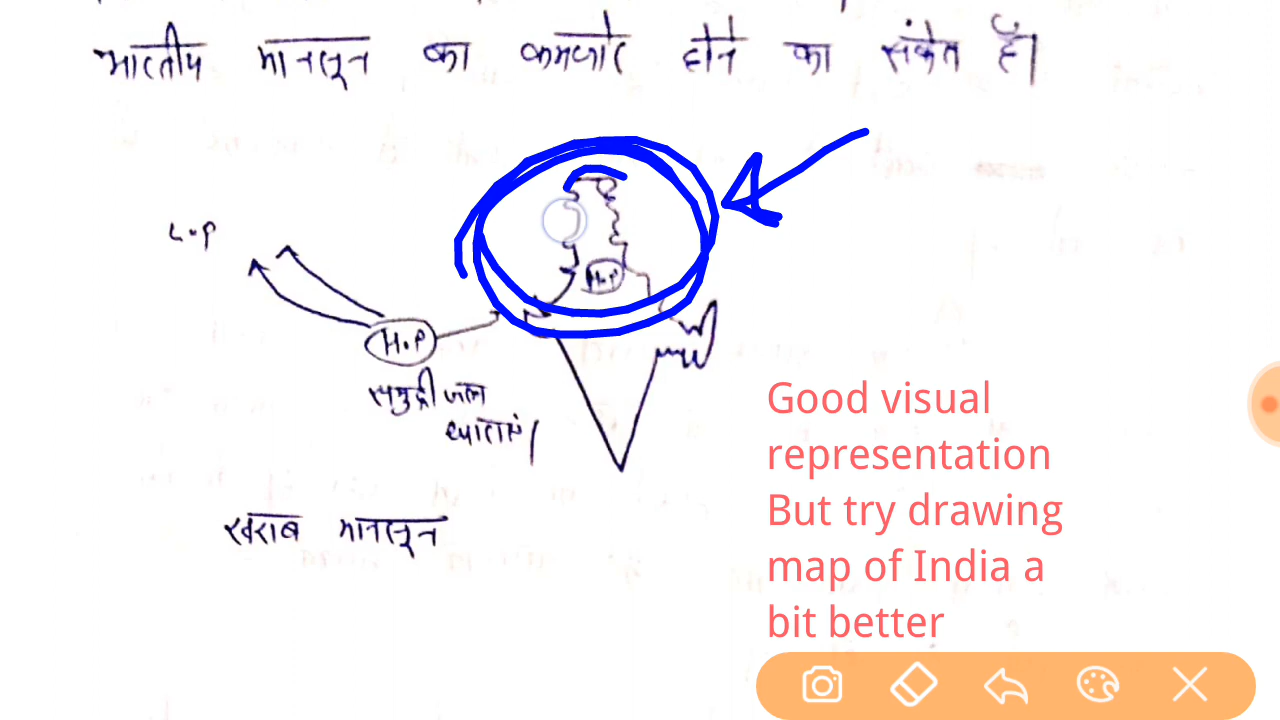 भारतीय मानसून का कमजोर होने का संकेत है।
L.P
H.P
H.P
समुद्री जल
खराब मानसून
Good visual
representation
But try drawing
map of India a
bit better